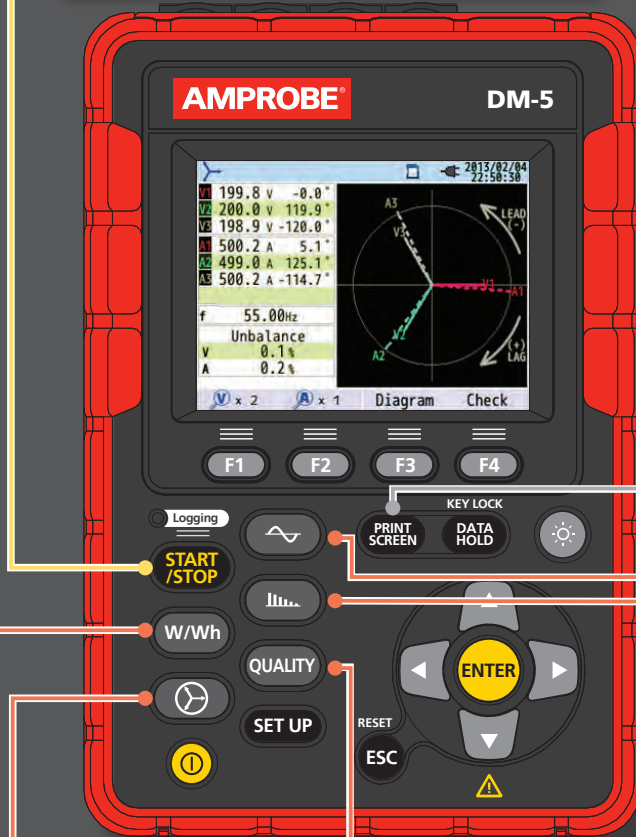 AMPROBE®
DM-5
2013/02/04
22:50:30
V1 199.8 V -0.0°
V2 200.0 V 119.9°
V3 198.9 V -120.0°
A1 500.2 A 5.1°
A2 499.0 A 125.1°
A3 500.2 A -114.7°
f 55.00Hz
Unbalance
V 0.1%
A 0.2%
A3
V3
LEAD
(-)
V1
A1
V2
A2
(+)
LAG
V x 2 A x 1 Diagram Check
F1 F2 F3 F4
KEY LOCK
Logging
PRINT
SCREEN
DATA
HOLD
START
/STOP
W/Wh
QUALITY
ENTER
SET UP
RESET
ESC